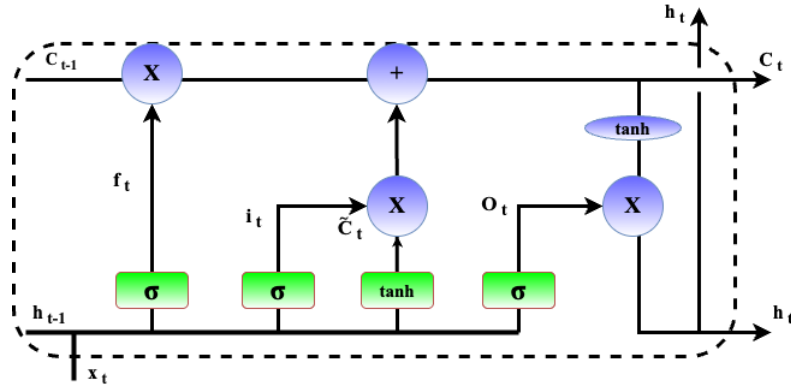 h t
C t-1
X
+
C t
tanh
f t
i t
C̃ t
X
O t
X
σ
σ
tanh
σ
h t-1
h t
x t